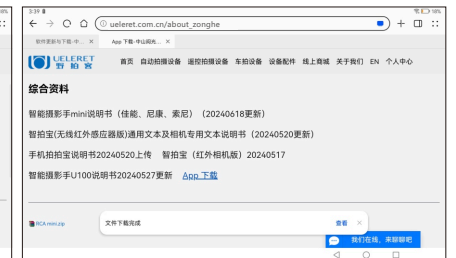 3:39
18%
ueleret.com.cn/about_zonghe
软件更新与下载-中... ×
App 下载-中山阅光... ×
UELERET
野拍客
首页 自动拍摄设备 遥控拍摄设备 车拍设备 设备配件 线上商城 关于我们 EN 个人中心
综合资料
智能摄影手mini说明书（佳能、尼康、索尼）（20240618更新）
智拍宝(无线红外感应器版)通用文本及相机专用文本说明书（20240520更新）
手机拍拍宝说明书20240520上传 智拍宝（红外相机版）20240517
智能摄影手U100说明书20240527更新 App 下载
RCA mini.zip
文件下载完成 查看 ×
我们在线，来聊聊吧